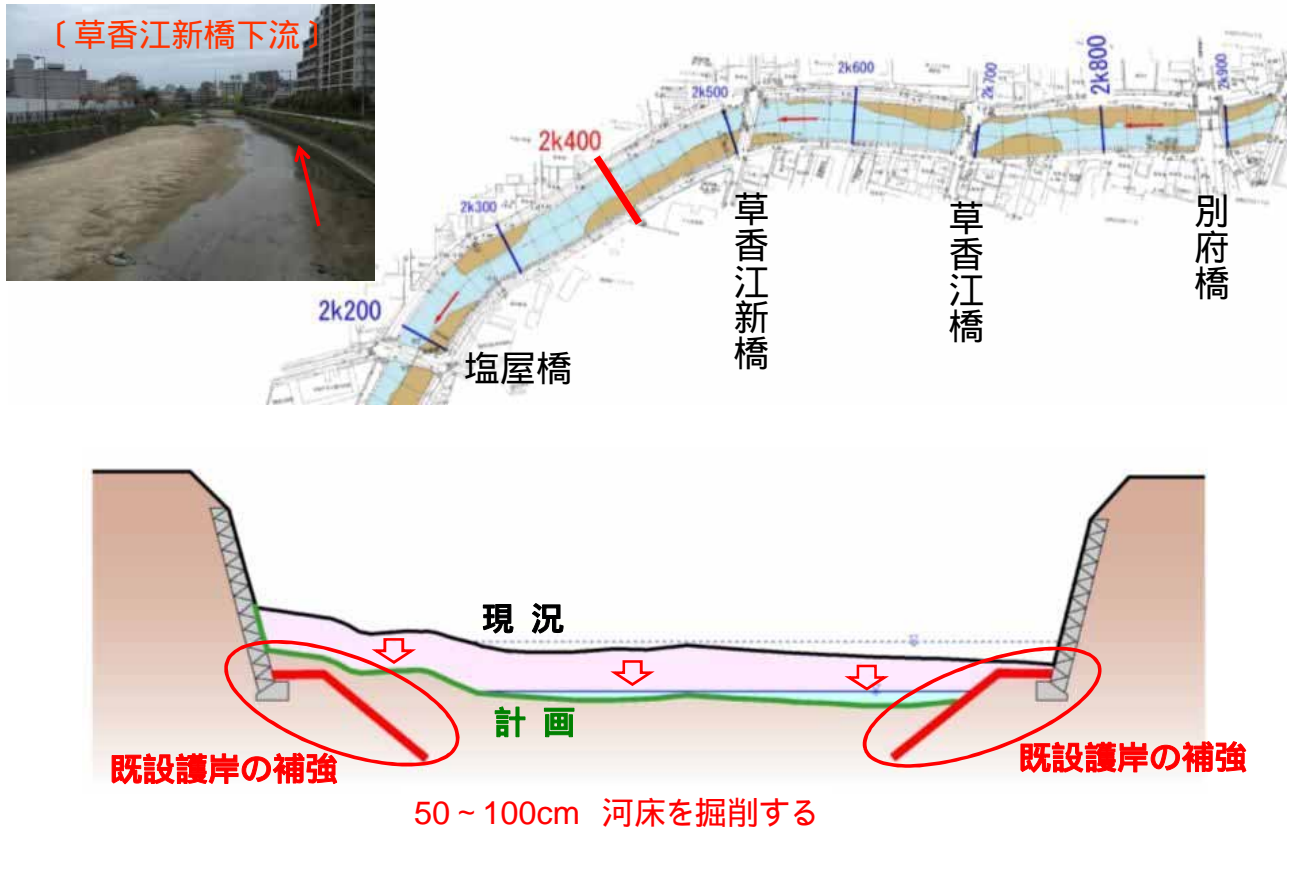 〔草香江新橋下流〕
2k200
2k300
2k400
2k500
2k600
2k700
2k800
2k900
塩屋橋
草香江新橋
草香江橋
別府橋
現 況
計 画
既設護岸の補強
既設護岸の補強
50~100cm 河床を掘削する